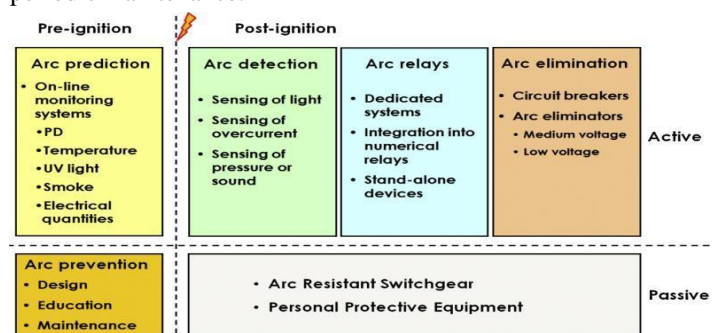 Pre-ignition
Post-ignition
Arc prediction
• On-line
monitoring
systems
•PD
•Temperature
•UV light
•Smoke
•Electrical
quantities
Arc detection
• Sensing of light
• Sensing of
overcurrent
• Sensing of
pressure or
sound
Arc relays
• Dedicated
systems
• Integration into
numerical
relays
• Stand-alone
devices
Arc elimination
• Circuit breakers
• Arc eliminators
• Medium voltage
• Low voltage
Active
Arc prevention
• Design
• Education
• Maintenance
• Arc Resistant Switchgear
• Personal Protective Equipment
Passive